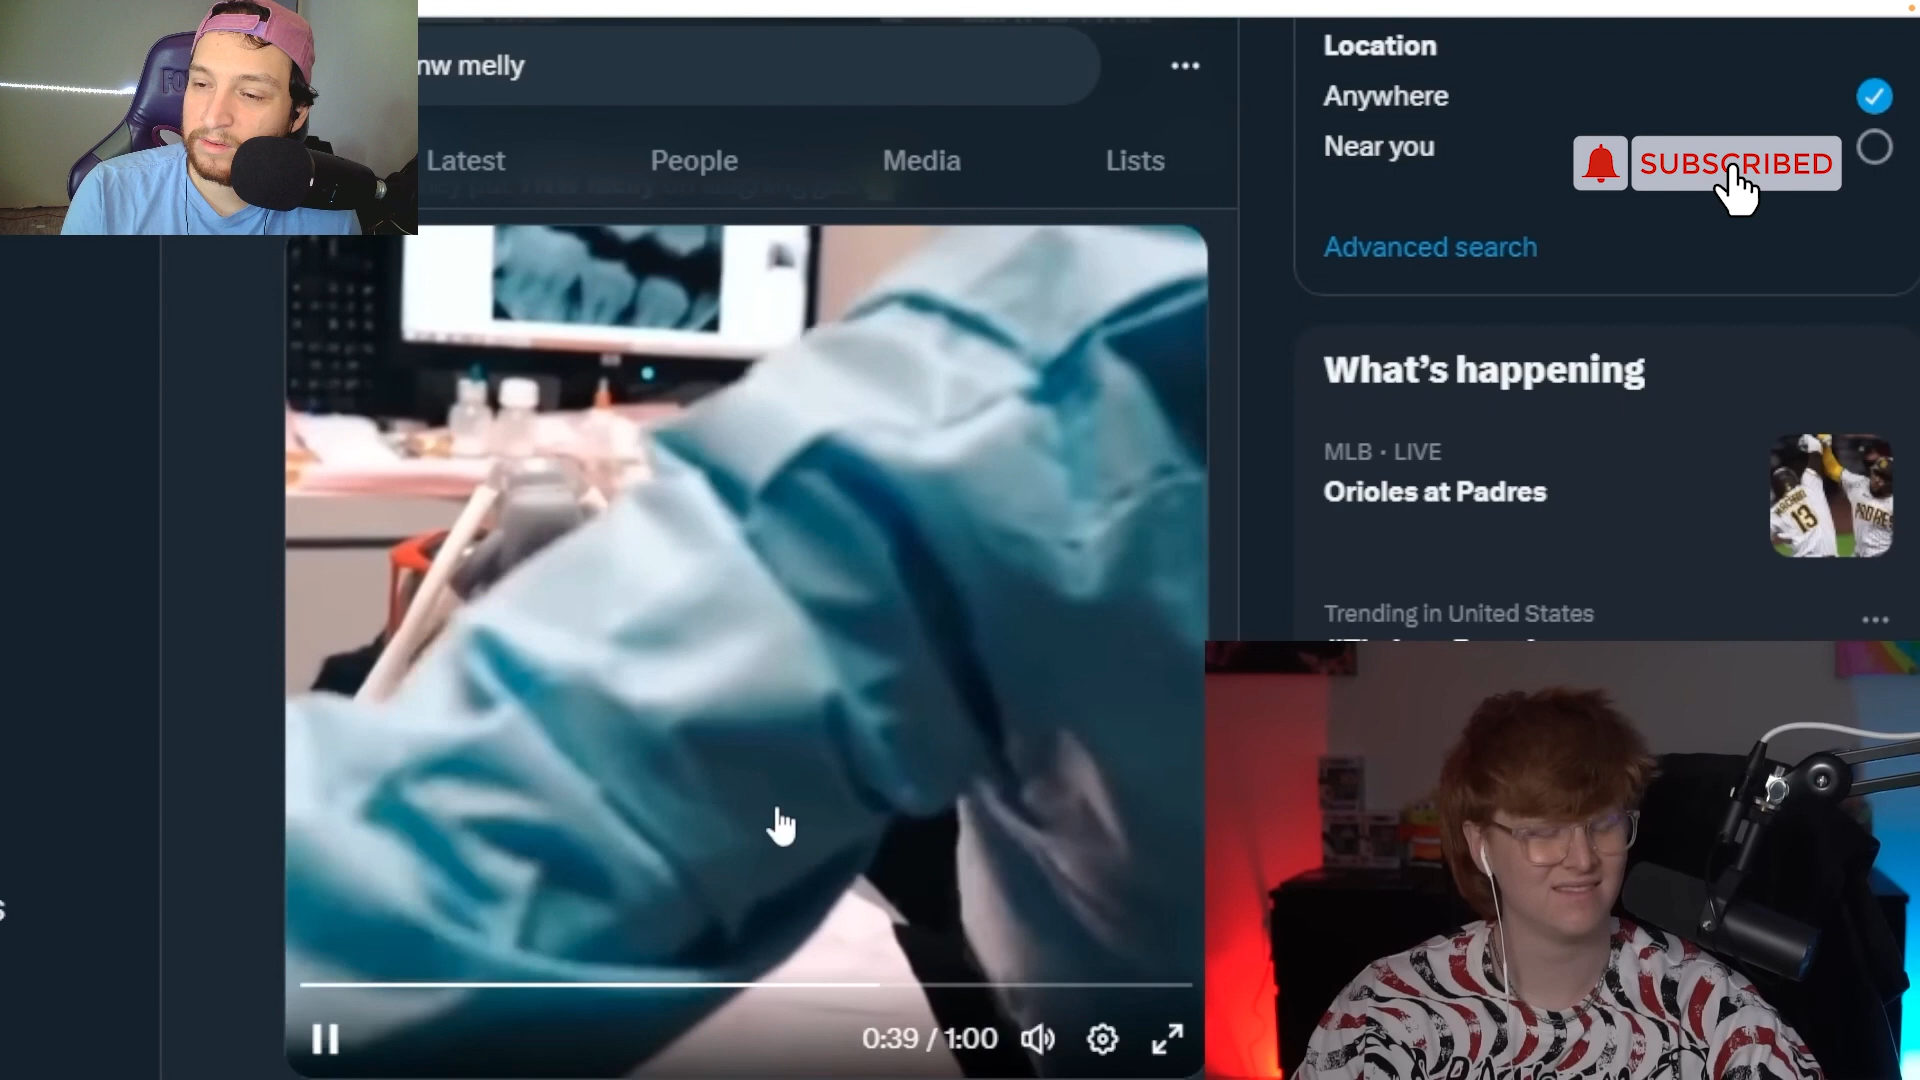 nw melly
Latest
People
Media
Lists
Location
Anywhere
Near you
SUBSCRIBED
Advanced search
What's happening
MLB · LIVE
Orioles at Padres
13
Trending in United States
0:39 / 1:00